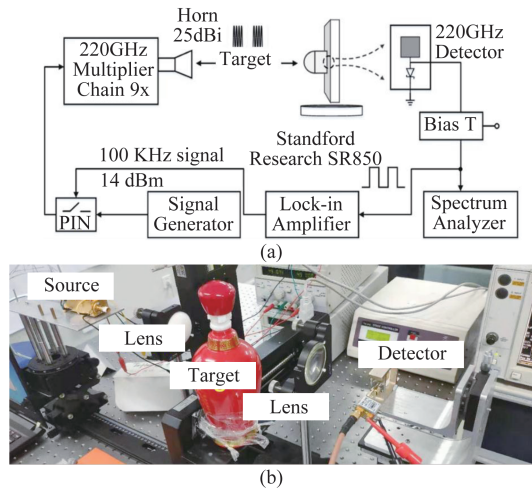 Horn
25dBi
220GHz
Multiplier
Chain 9x
Target
220GHz
Detector
Bias T
Standford
Research SR850
100 KHz signal
14 dBm
PIN
Signal
Generator
Lock-in
Amplifier
Spectrum
Analyzer
(a)
Source
Lens
Target
Lens
Detector
(b)